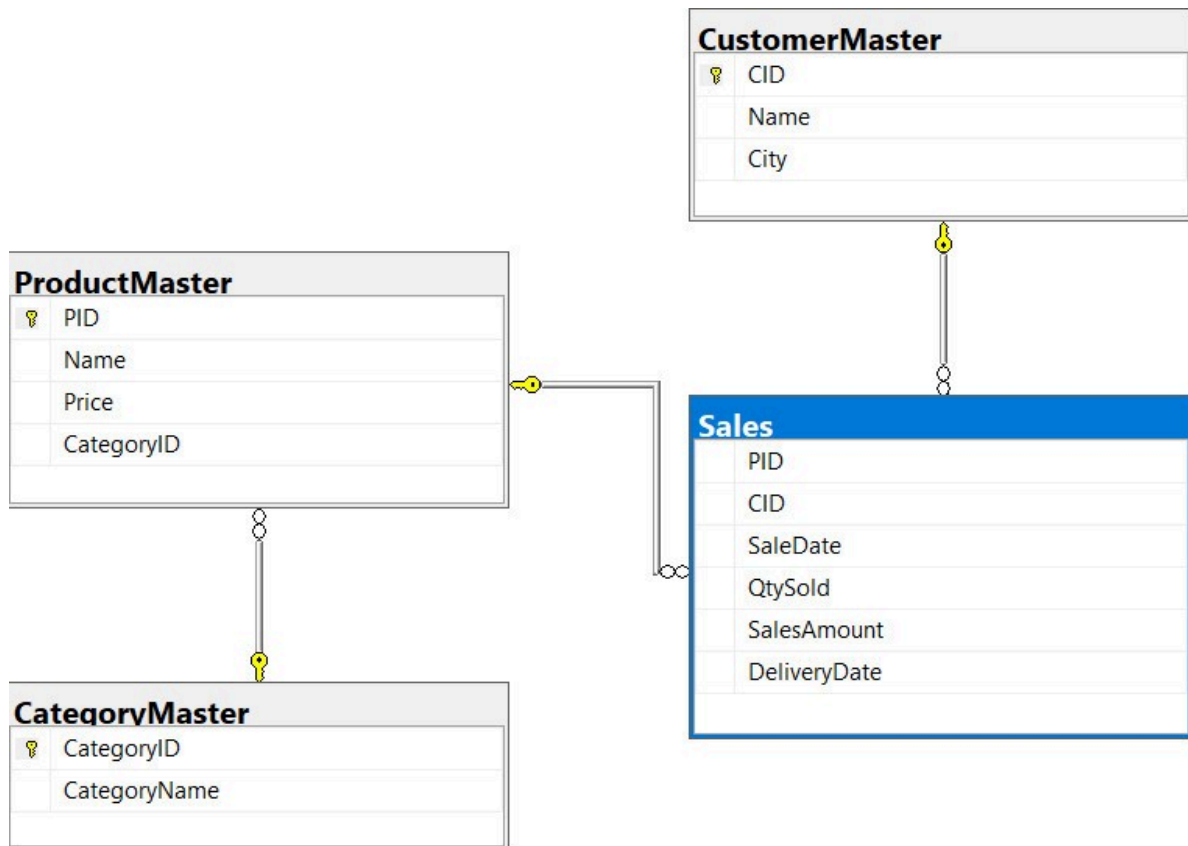 CustomerMaster
CID
Name
City
ProductMaster
PID
Name
Price
CategoryID
Sales
PID
CID
SaleDate
QtySold
SalesAmount
DeliveryDate
CategoryMaster
CategoryID
CategoryName